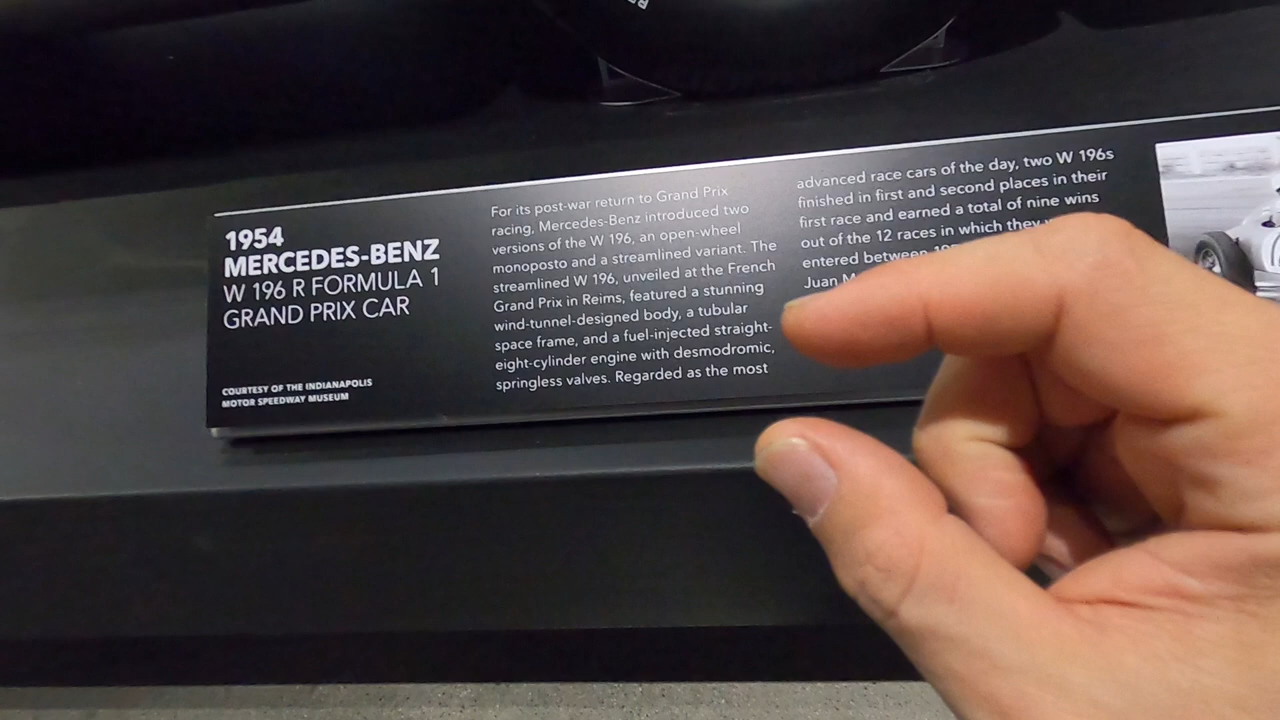 1954
MERCEDES-BENZ
W 196 R FORMULA 1
GRAND PRIX CAR
COURTESY OF THE INDIANAPOLIS
MOTOR SPEEDWAY MUSEUM
For its post-war return to Grand Prix
racing, Mercedes-Benz introduced two
versions of the W 196, an open-wheel
monoposto and a streamlined variant. The
streamlined W 196, unveiled at the French
Grand Prix in Reims, featured a stunning
wind-tunnel-designed body, a tubular
space frame, and a fuel-injected straight-
eight-cylinder engine with desmodromic,
springless valves. Regarded as the most
advanced race cars of the day, two W 196s
finished in first and second places in their
first race and earned a total of nine wins
out of the 12 races in which they
entered between
Juan